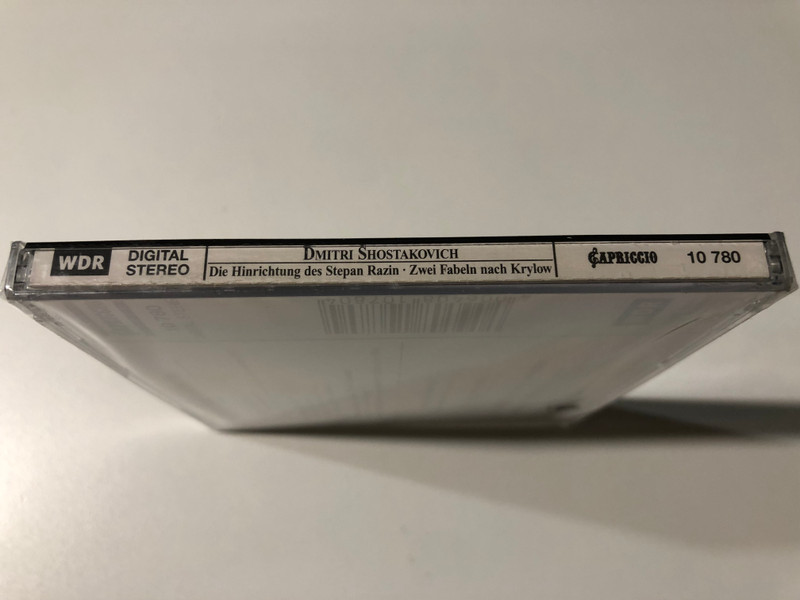 WDR
DIGITAL
STEREO
DMITRI SHOSTAKOVICH
Die Hinrichtung des Stepan Razin · Zwei Fabeln nach Krylow
CAPRICCIO
10 780